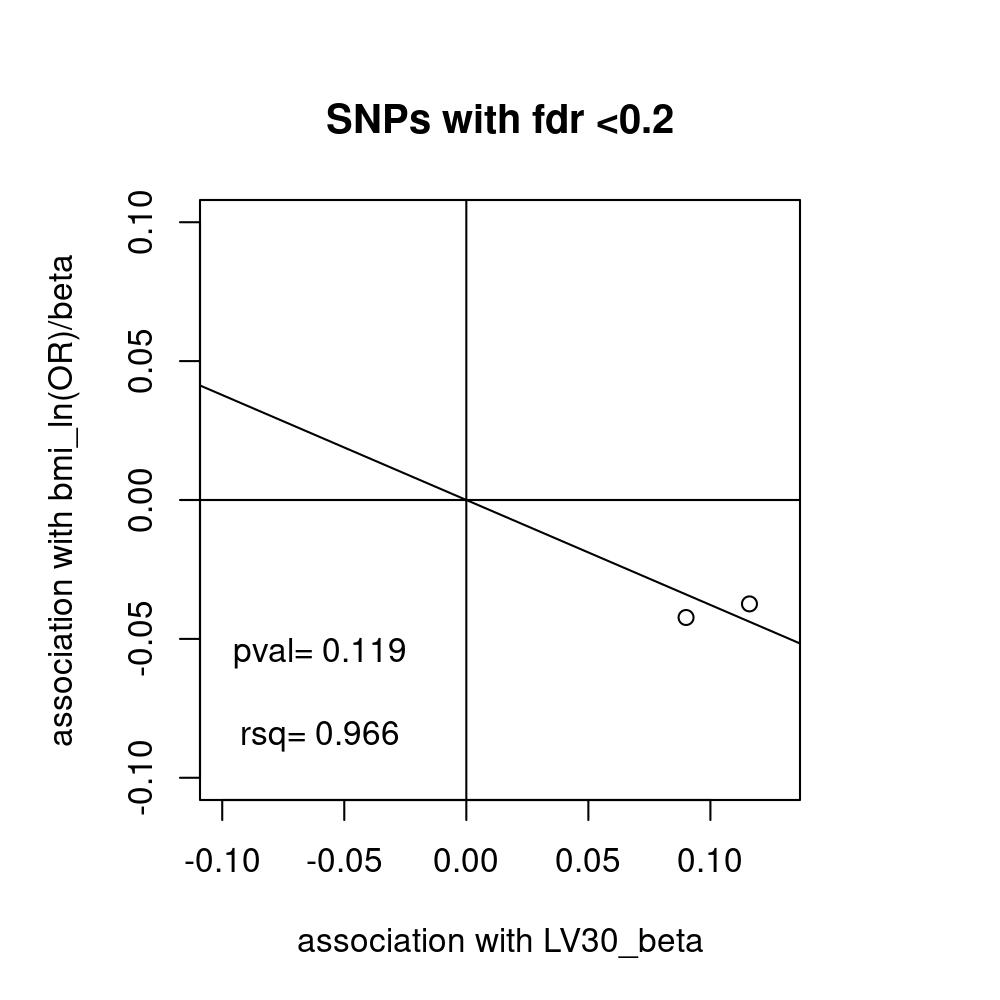 SNPs with fdr <0.2
association with bmi_ln(OR)/beta
0.10
0.05
0.00
-0.05
-0.10
pval= 0.119
rsq= 0.966
-0.10 -0.05 0.00 0.05 0.10
association with LV30_beta